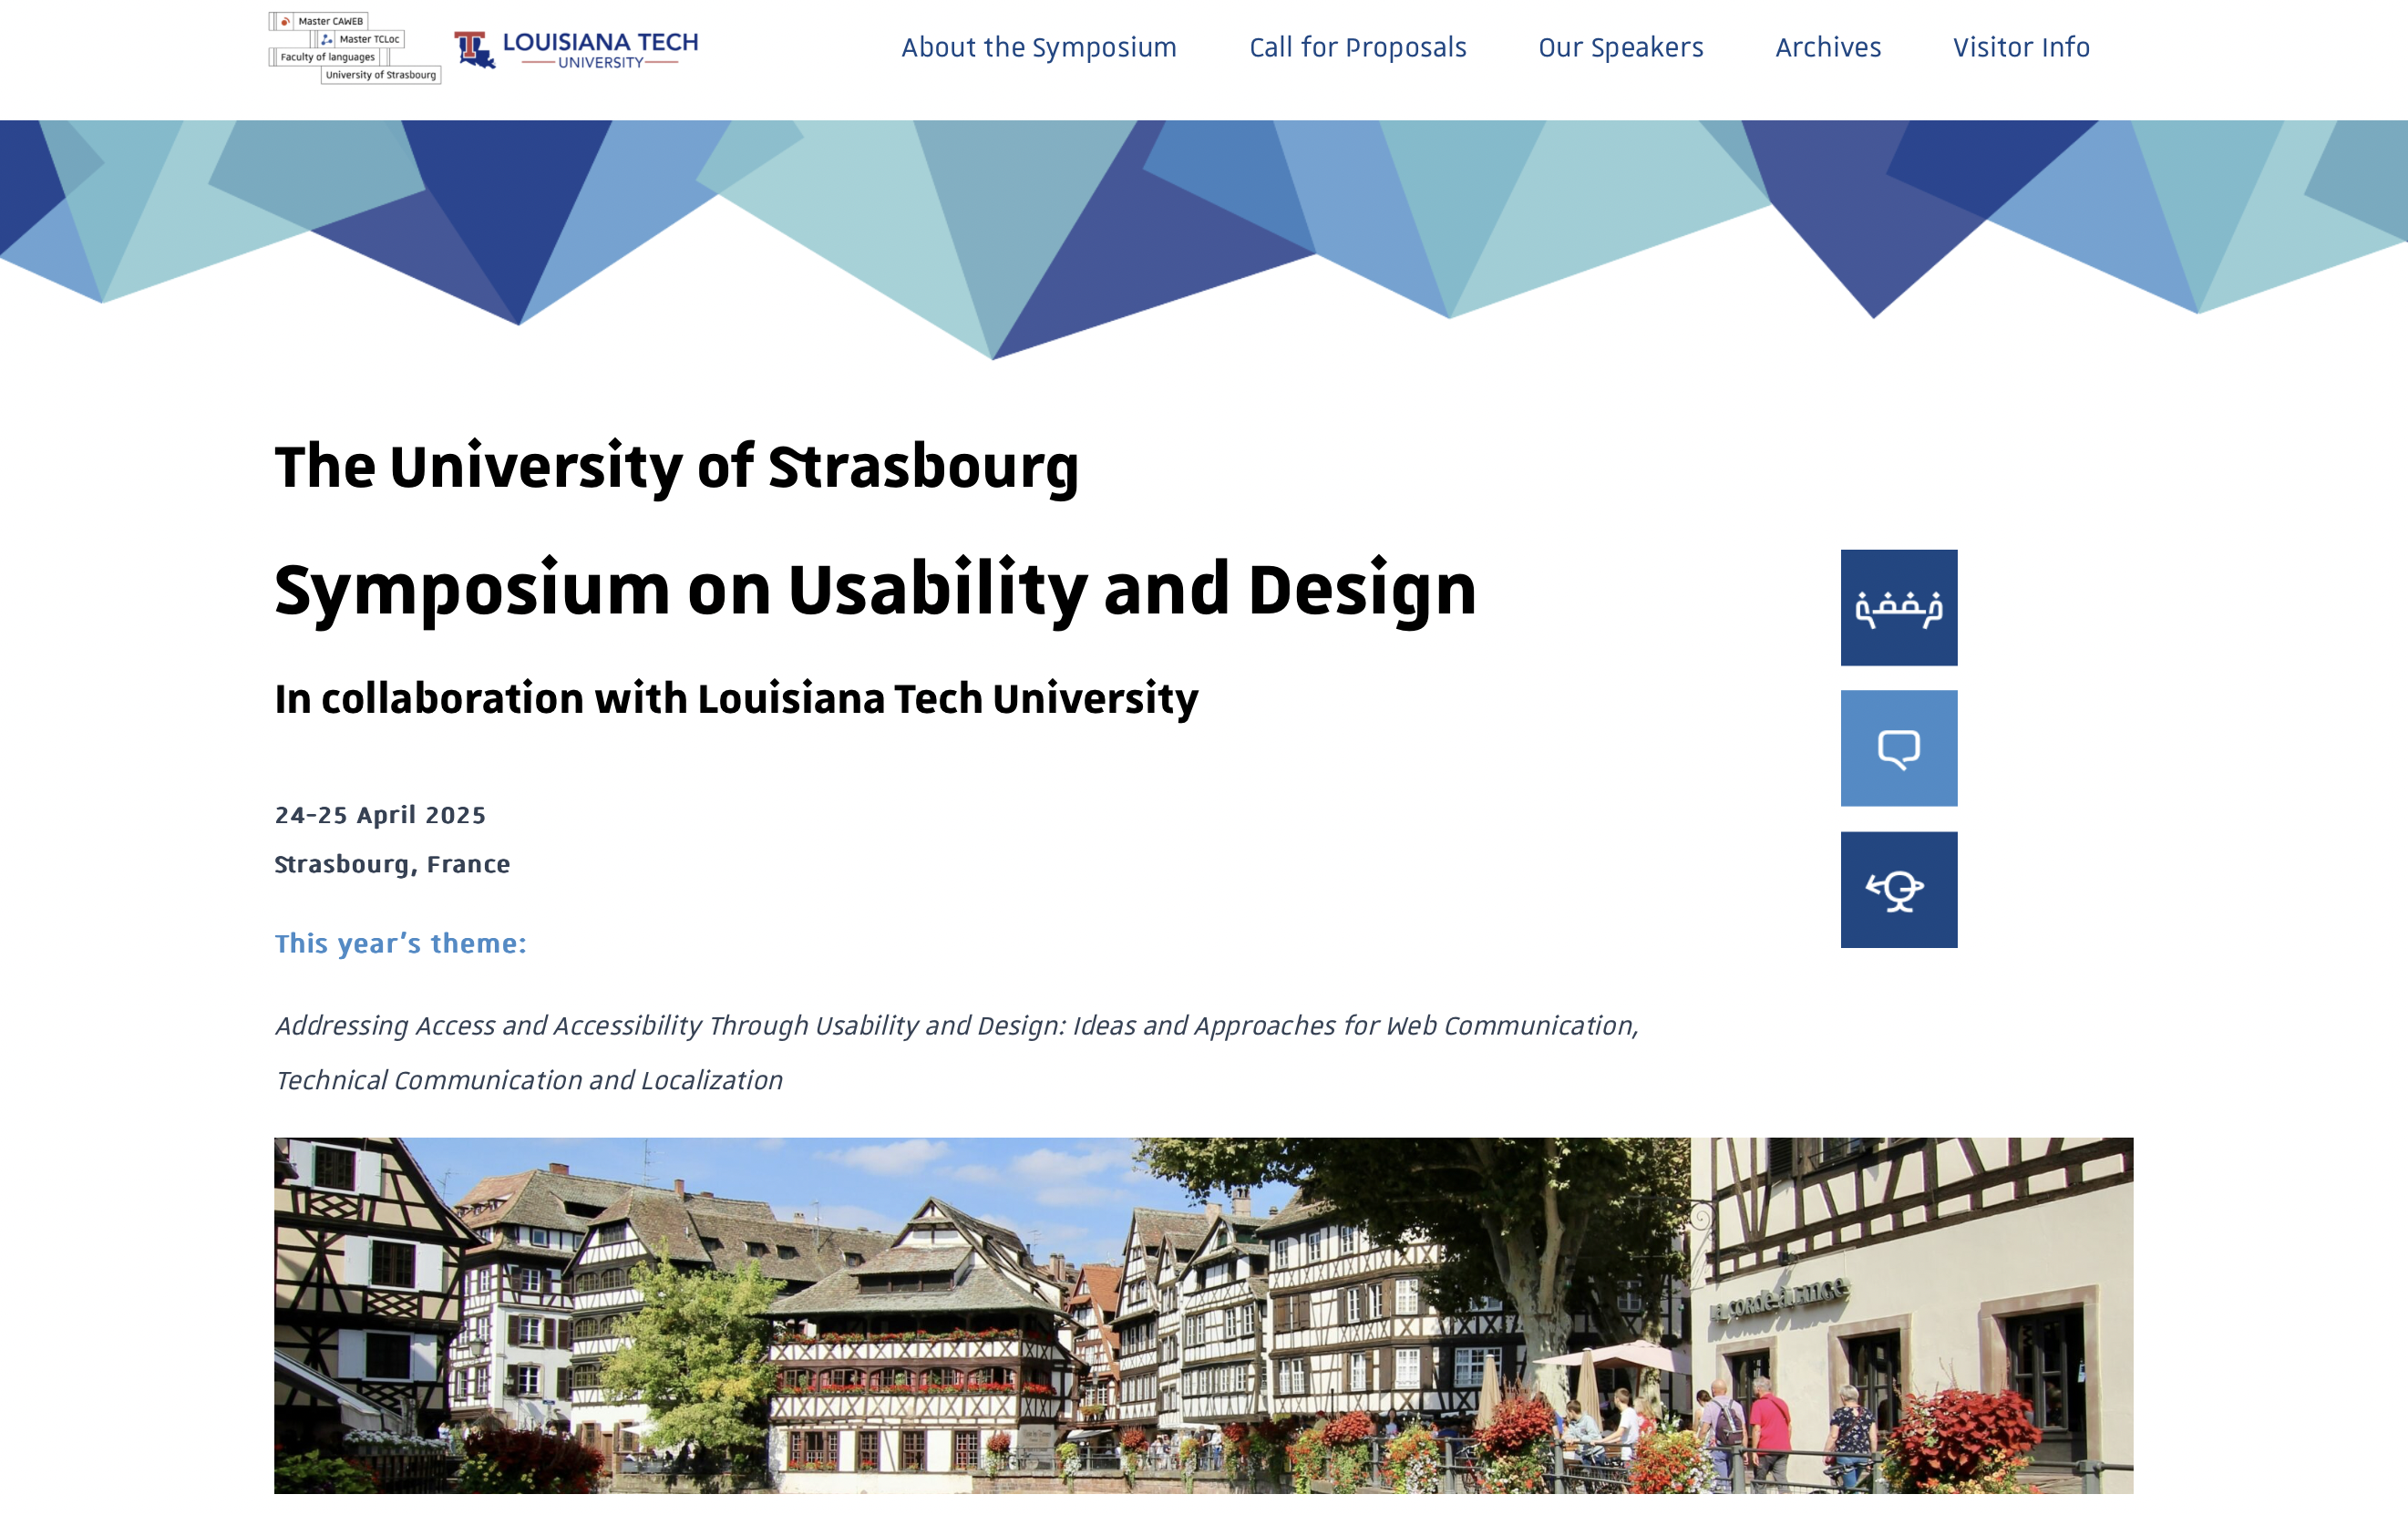 Master CAWEB
Master TCLoc
Faculty of languages
University of Strasbourg
LOUISIANA TECH
UNIVERSITY
About the Symposium
Call for Proposals
Our Speakers
Archives
Visitor Info
The University of Strasbourg
Symposium on Usability and Design
In collaboration with Louisiana Tech University
24-25 April 2025
Strasbourg, France
This year's theme:
Addressing Access and Accessibility Through Usability and Design: Ideas and Approaches for Web Communication,
Technical Communication and Localization